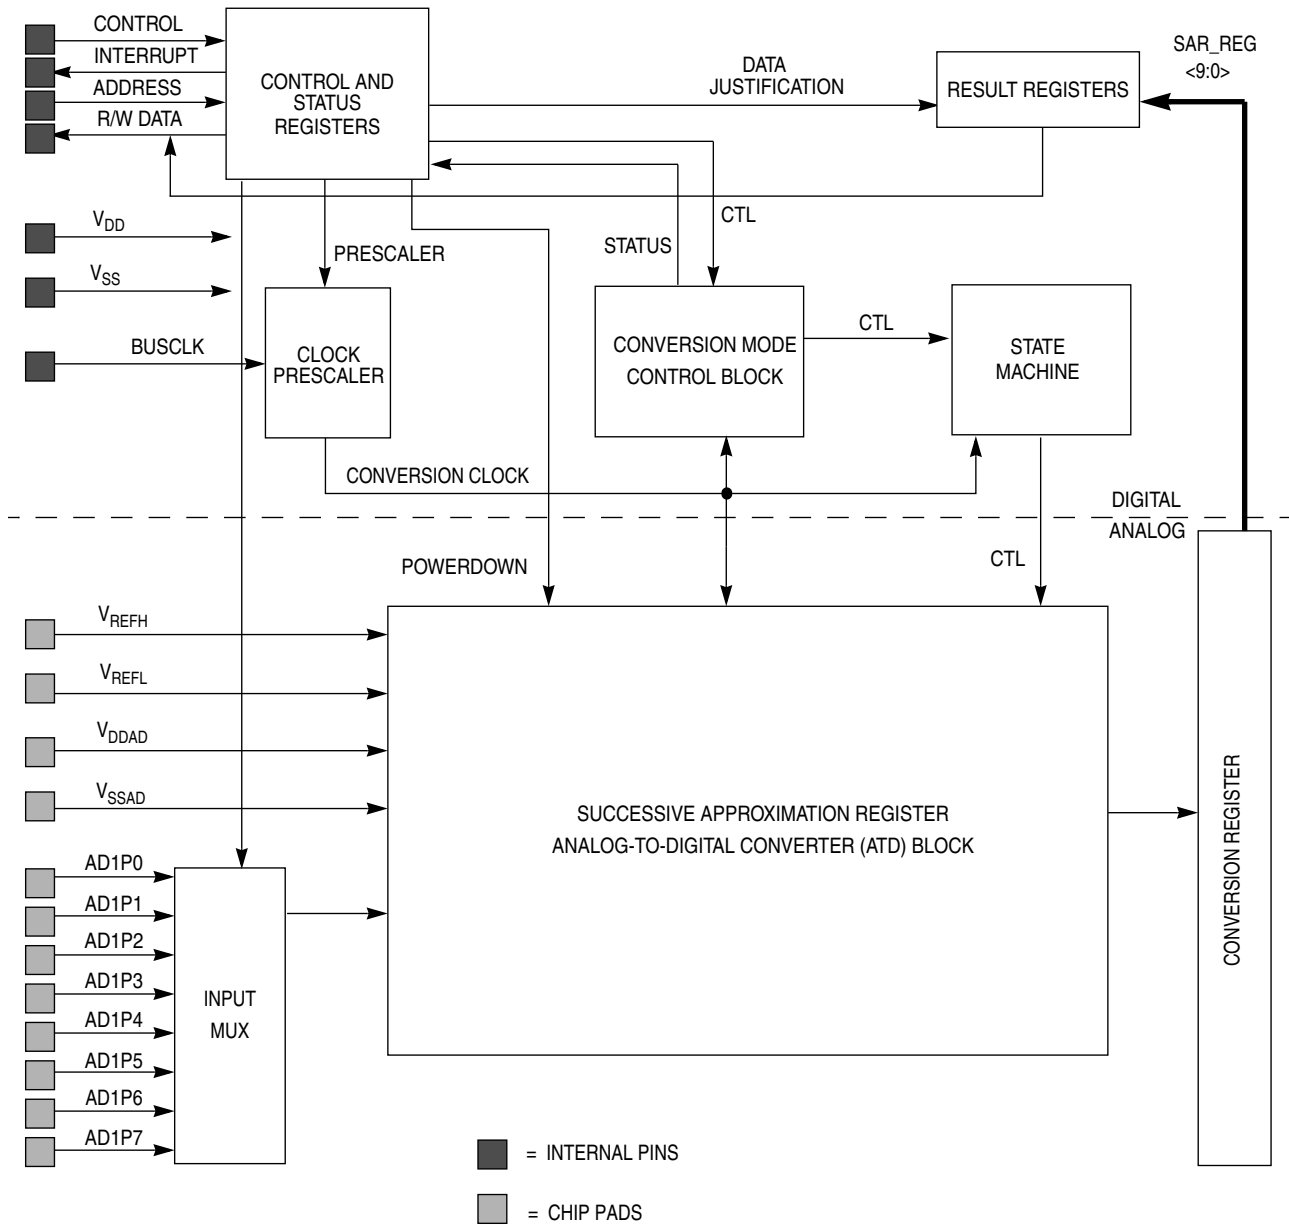 CONTROL
INTERRUPT
ADDRESS
R/W DATA
CONTROL AND
STATUS
REGISTERS
DATA
JUSTIFICATION
RESULT REGISTERS
SAR_REG
<9:0>
VDD
VSS
BUSCLK
PRESCALER
CLOCK
PRESCALER
STATUS
CTL
CONVERSION MODE
CONTROL BLOCK
CTL
STATE
MACHINE
CONVERSION CLOCK
DIGITAL
ANALOG
POWERDOWN
CTL
VREFH
VREFL
VDDAD
VSSAD
SUCCESSIVE APPROXIMATION REGISTER
ANALOG-TO-DIGITAL CONVERTER (ATD) BLOCK
CONVERSION REGISTER
AD1P0
AD1P1
AD1P2
AD1P3
AD1P4
AD1P5
AD1P6
AD1P7
INPUT
MUX
= INTERNAL PINS
= CHIP PADS